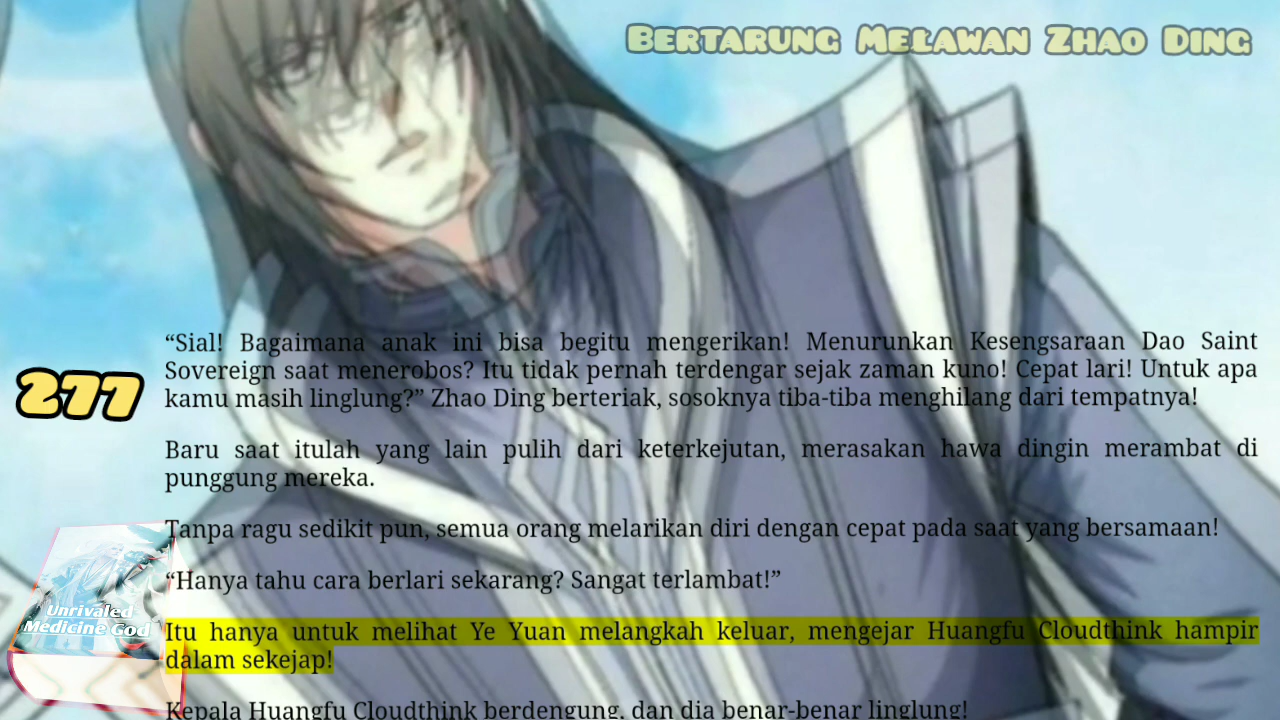 Bertarung Melawan Zhao Ding
“Sial! Bagaimana anak ini bisa begitu mengerikan! Menurunkan Kesengsaraan Dao Saint
Sovereign saat menerobos? Itu tidak pernah terdengar sejak zaman kuno! Cepat lari! Untuk apa
kamu masih linglung?” Zhao Ding berteriak, sosoknya tiba-tiba menghilang dari tempatnya!
277
Baru saat itulah yang lain pulih dari keterkejutan, merasakan hawa dingin merambat di
punggung mereka.
Tanpa ragu sedikit pun, semua orang melarikan diri dengan cepat pada saat yang bersamaan!
“Hanya tahu cara berlari sekarang? Sangat terlambat!”
Unrivaled
Medicine God
Itu hanya untuk melihat Ye Yuan melangkah keluar, mengejar Huangfu Cloudthink hampir
dalam sekejap!
Kepala Huangfu Cloudthink berdengung, dan dia benar-benar linglung!